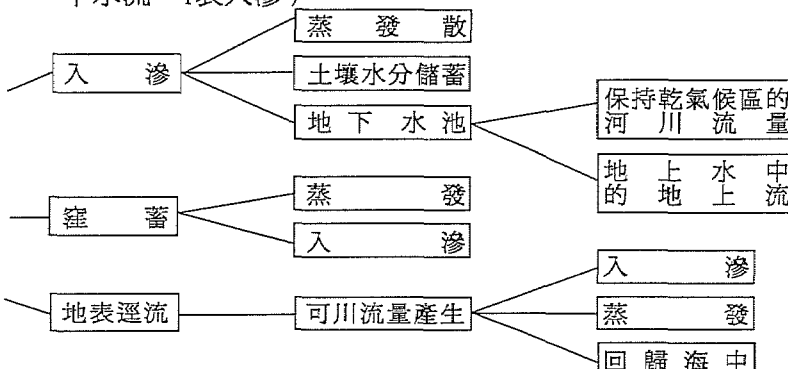 蒸發散
入滲
土壤水分儲蓄
地下水池
保持乾氣候區的
河川流量
地上水中
的地上流
蒸發
窪蓄
入滲
地表逕流
可川流量產生
入滲
蒸發
回歸海中